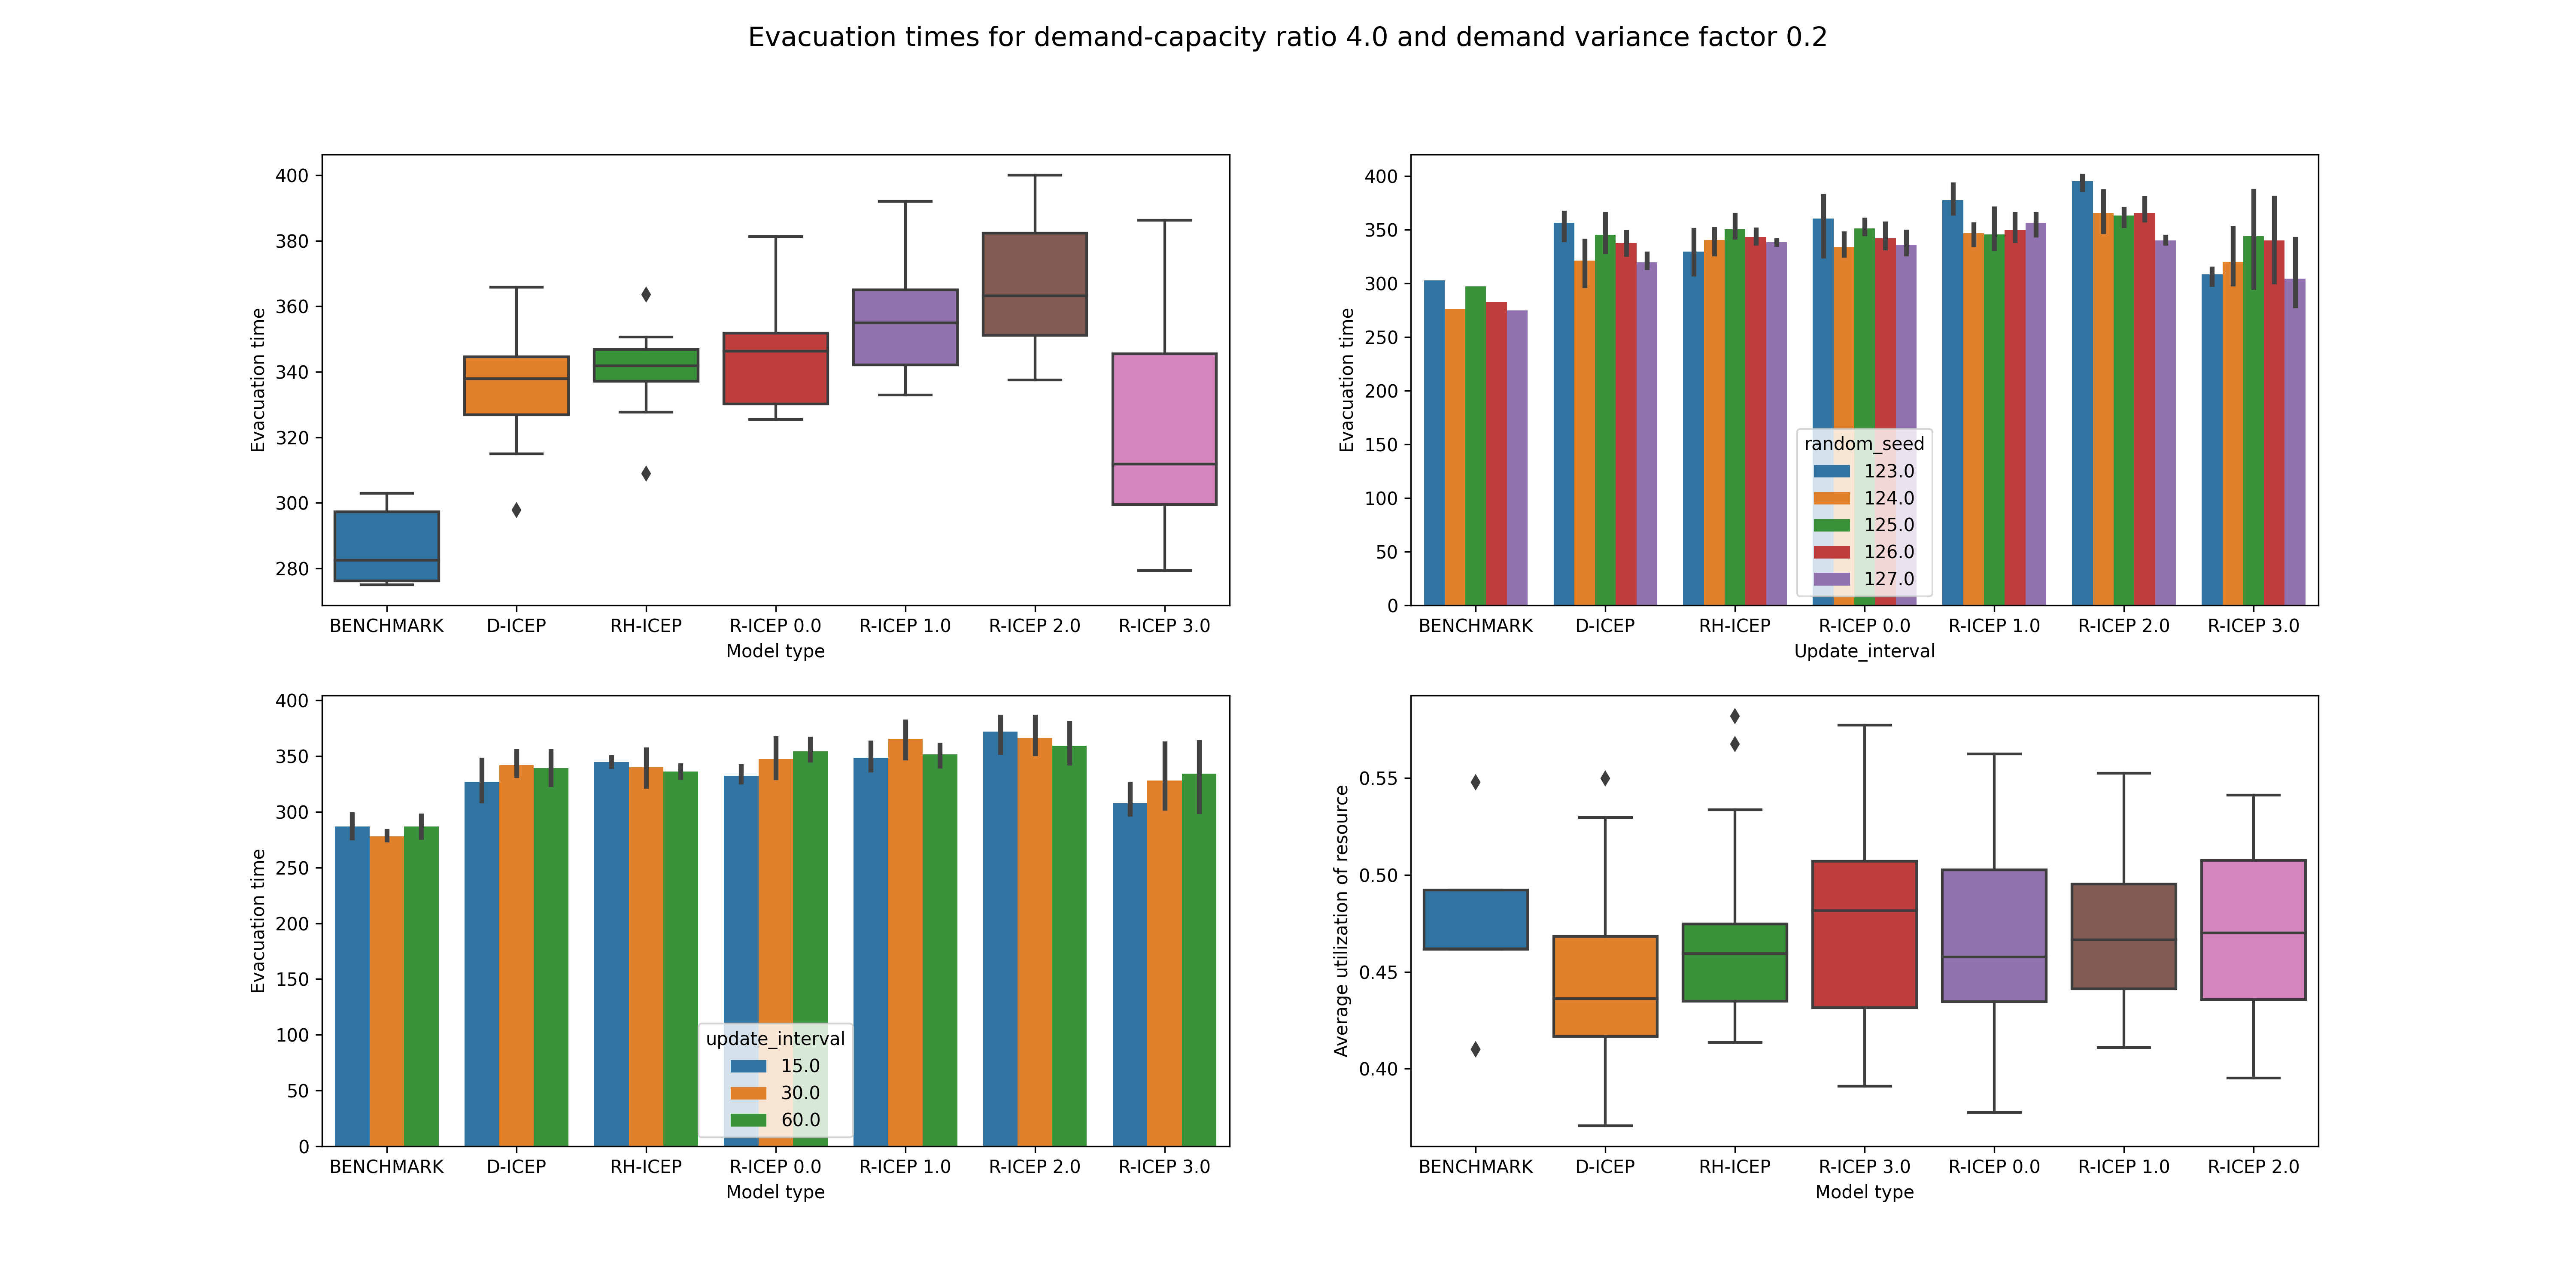 Evacuation times for demand-capacity ratio 4.0 and demand variance factor 0.2
Evacuation time
400
380
360
340
320
300
280
BENCHMARK D-ICEP RH-ICEP R-ICEP 0.0 R-ICEP 1.0 R-ICEP 2.0 R-ICEP 3.0
Model type
Evacuation time
400
350
300
250
200
150
100
50
0
random_seed
123.0
124.0
125.0
126.0
127.0
BENCHMARK D-ICEP RH-ICEP R-ICEP 0.0 R-ICEP 1.0 R-ICEP 2.0 R-ICEP 3.0
Update_interval
Evacuation time
400
350
300
250
200
150
100
50
0
update_interval
15.0
30.0
60.0
BENCHMARK D-ICEP RH-ICEP R-ICEP 0.0 R-ICEP 1.0 R-ICEP 2.0 R-ICEP 3.0
Model type
Average utilization of resource
0.55
0.50
0.45
0.40
BENCHMARK D-ICEP RH-ICEP R-ICEP 3.0 R-ICEP 0.0 R-ICEP 1.0 R-ICEP 2.0
Model type